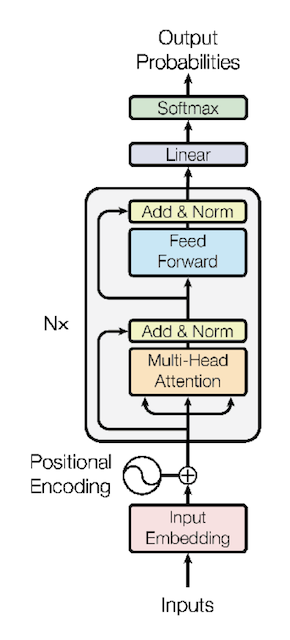 Output
Probabilities
Softmax
Linear
Add & Norm
Feed
Forward
Nx
Add & Norm
Multi-Head
Attention
Positional
Encoding
Input
Embedding
Inputs